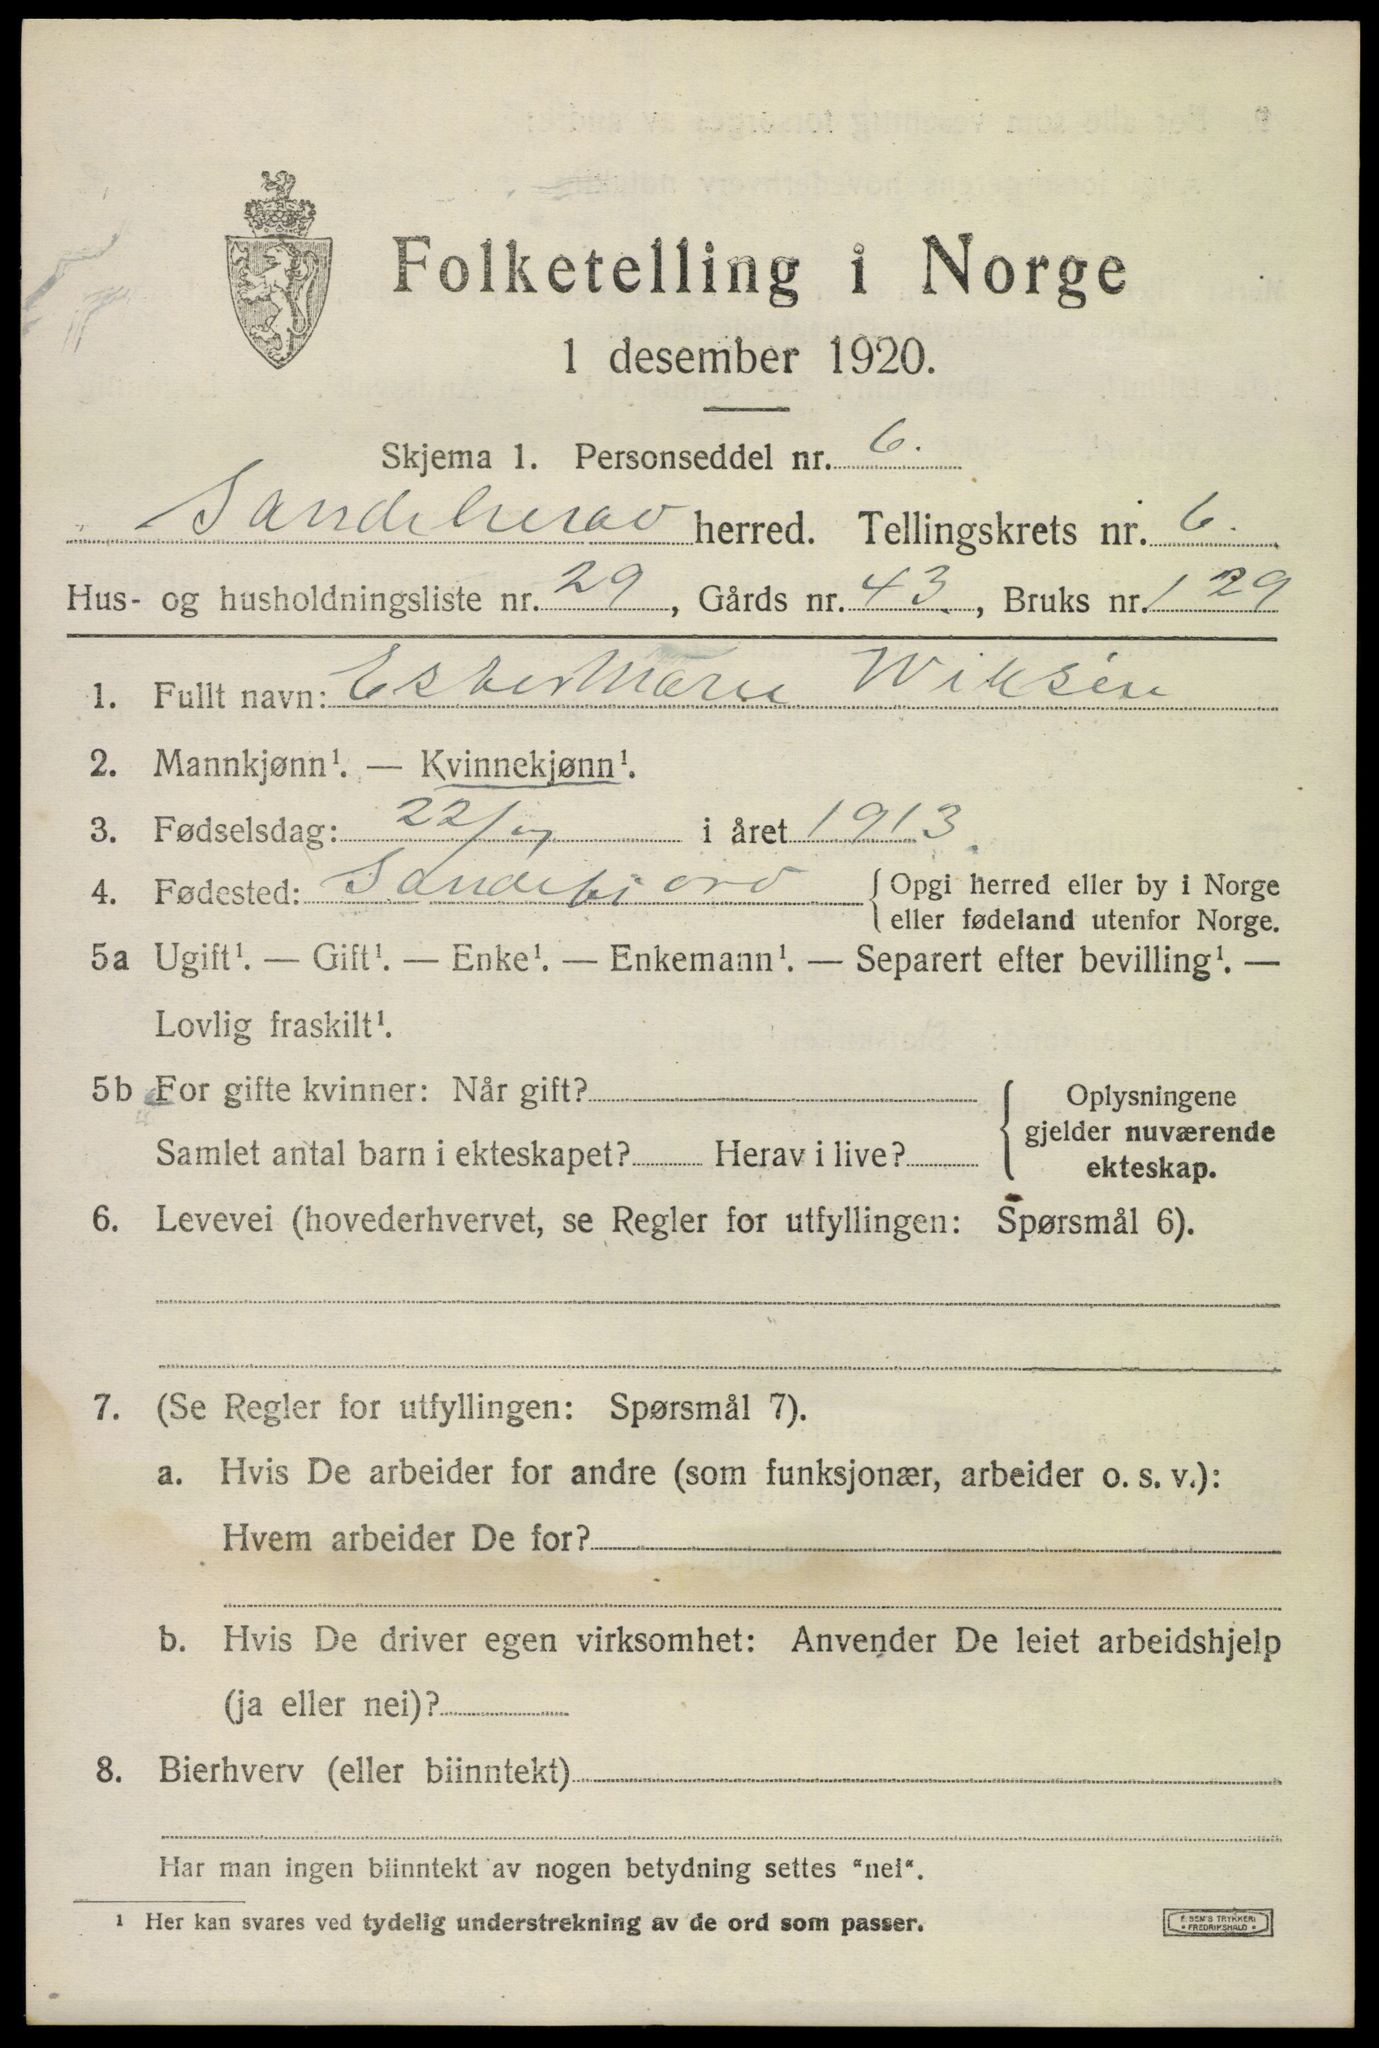 Folketelling i Norge
1 desember 1920.
Skjema 1. Personseddel nr. 6.
Sandeherad herred. Tellingskrets nr. 6.
Hus- og husholdningsliste nr. 29, Gårds nr. 43., Bruks nr. 129
1. Fullt navn: Ester Marie Wiksén
2. Mannkjønn¹. — Kvinnekjønn¹.
3. Fødselsdag: 22/ i året 1913.
4. Fødested: Sandefjord {Opgi herred eller by i Norge
eller fødeland utenfor Norge.
5a Ugift¹. — Gift¹. — Enke¹. — Enkemann¹. — Separert efter bevilling¹. —
Lovlig fraskilt¹.
5b For gifte kvinner: Når gift? { Oplysningene
gjelder nuværende
Samlet antal barn i ekteskapet? Herav i live? ekteskap.
6. Levevei (hovederhvervet, se Regler for utfyllingen: Spørsmål 6).
7. (Se Regler for utfyllingen: Spørsmål 7).
a. Hvis De arbeider for andre (som funksjonær, arbeider o. s. v.):
Hvem arbeider De for?
b. Hvis De driver egen virksomhet: Anvender De leiet arbeidshjelp
(ja eller nei)?
8. Bierhverv (eller biinntekt)
Har man ingen biinntekt av nogen betydning settes "nei".
¹ Her kan svares ved tydelig understrekning av de ord som passer.
E. SEM'S TRYKKERI
* FREDRIKSHALD *